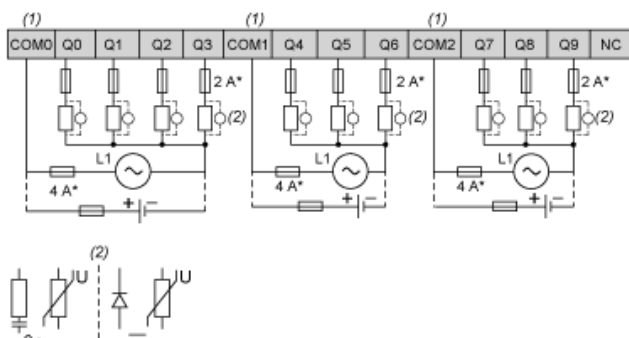 (1) (1) (1)
COM0 Q0 Q1 Q2 Q3 COM1 Q4 Q5 Q6 COM2 Q7 Q8 Q9 NC
2 A* 2 A* 2 A*
(2) (2) (2)
L1 L1 L1
4 A* 4 A* 4 A*
+ − + − + −
(2)
U U